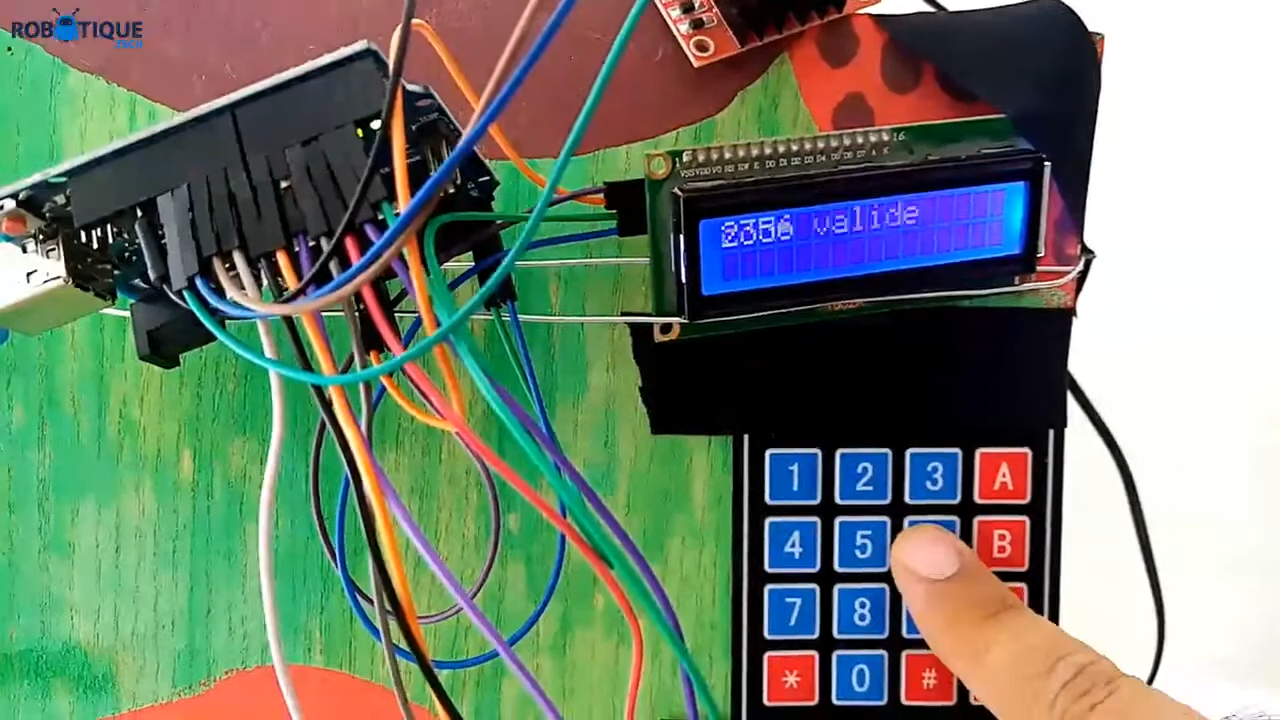 ROBOTIQUE
.TECH
16
1
VSS VDD V0 RS RW E D0 D1 D2 D3 D4 D5 D6 D7 A K
valide
1 2 3 A
4 5 B
7 8
* 0 #